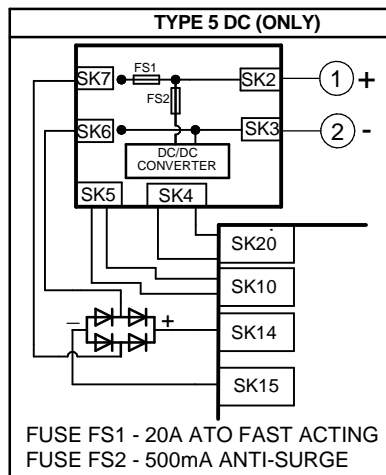 TYPE 5 DC (ONLY)
SK7
FS1
SK2
1
+
FS2
SK6
SK3
2
-
DC/DC
CONVERTER
SK5
SK4
SK20
SK10
–
+
SK14
SK15
FUSE FS1 - 20A ATO FAST ACTING
FUSE FS2 - 500mA ANTI-SURGE